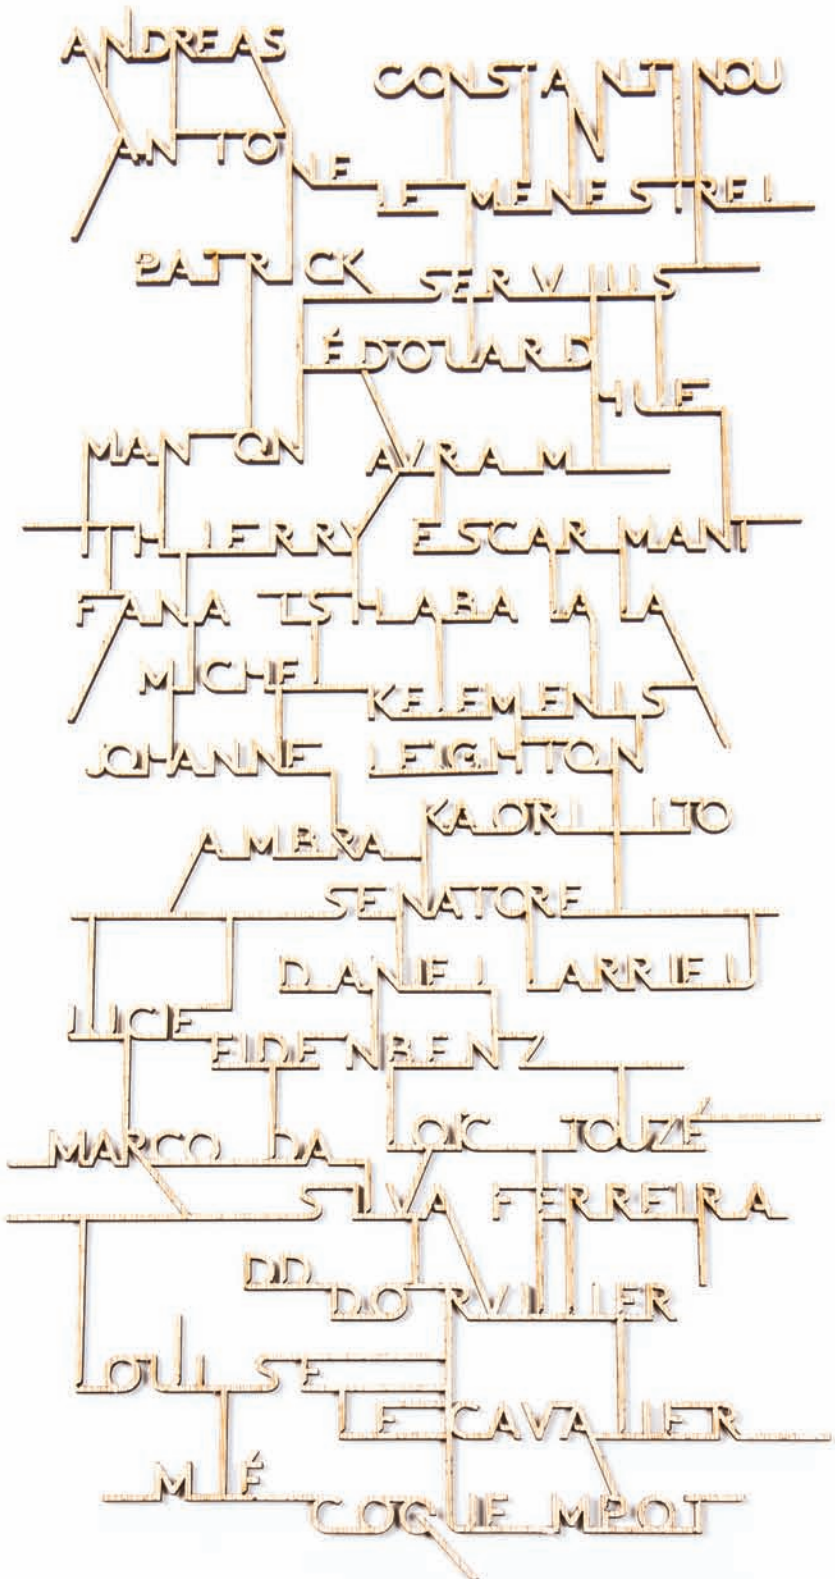 ANDREAS
CONSTANTINOU
ANTOINE
LE MENESTREL
PATRICK SERVIUS
ÉDOUARD
HUE
MANON AVRAM
THIERRY ESCARMANT
FANA TSHABALALA
MICHEL
KELEMENIS
JOHANNE LEIGHTON
KAORI ITO
AMBRA
SENATORE
DANIEL LARRIEU
LUCIE
EIDENBENZ
LOÏC TOUZÉ
MARCO DA
SILVA FERREIRA
DD
DORVILLIER
LOUISE
LECAVALIER
MIÉ
COQUEMPOT